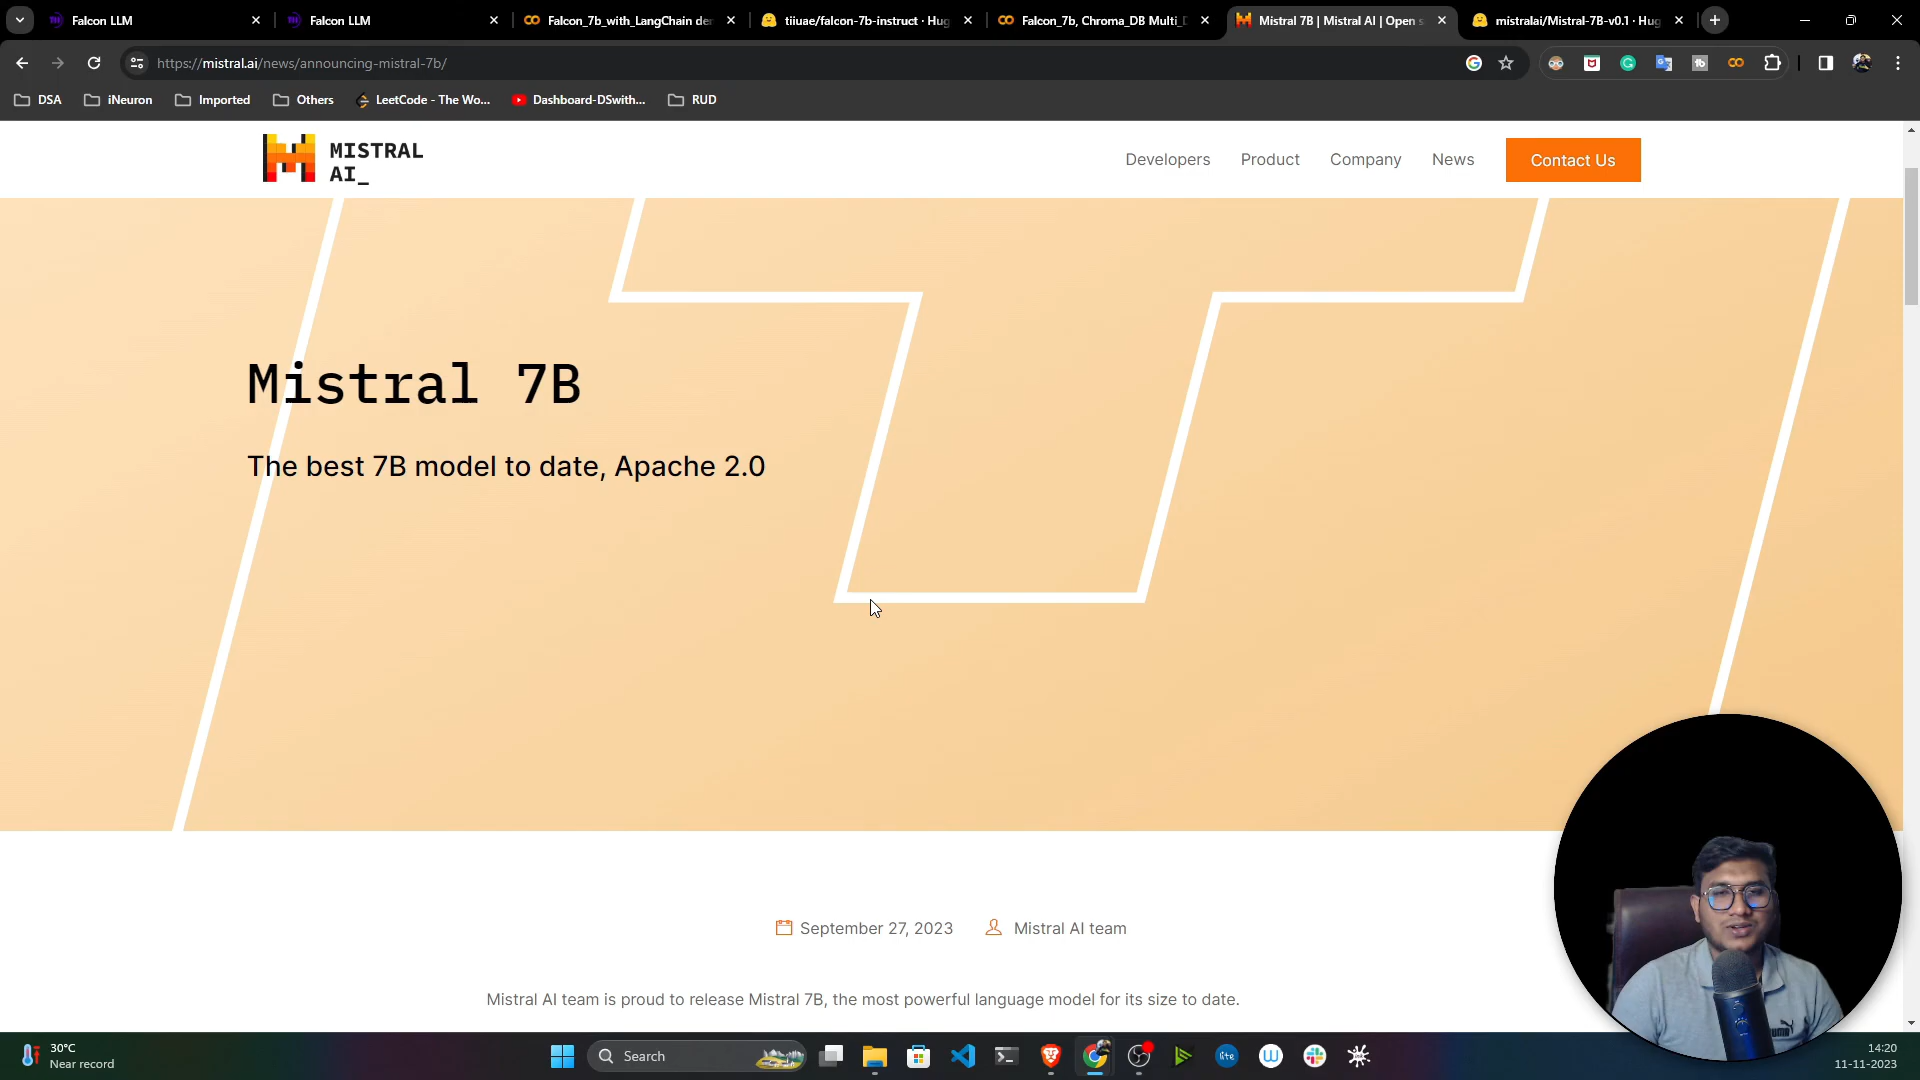 Falcon LLM
Falcon LLM
Falcon_7b_with_LangChain de
tiiuae/falcon-7b-instruct · Hug
Falcon_7b, Chroma_DB Multi_D
Mistral 7B | Mistral AI | Open s
mistralai/Mistral-7B-v0.1 · Hug
https://mistral.ai/news/announcing-mistral-7b/
DSA
iNeuron
Imported
Others
LeetCode - The Wo...
Dashboard-DSwith...
RUD
MISTRAL
AI_
Developers
Product
Company
News
Contact Us
Mistral 7B
The best 7B model to date, Apache 2.0
September 27, 2023
Mistral AI team
Mistral AI team is proud to release Mistral 7B, the most powerful language model for its size to date.
30°C
Near record
Search
lite
14:20
11-11-2023